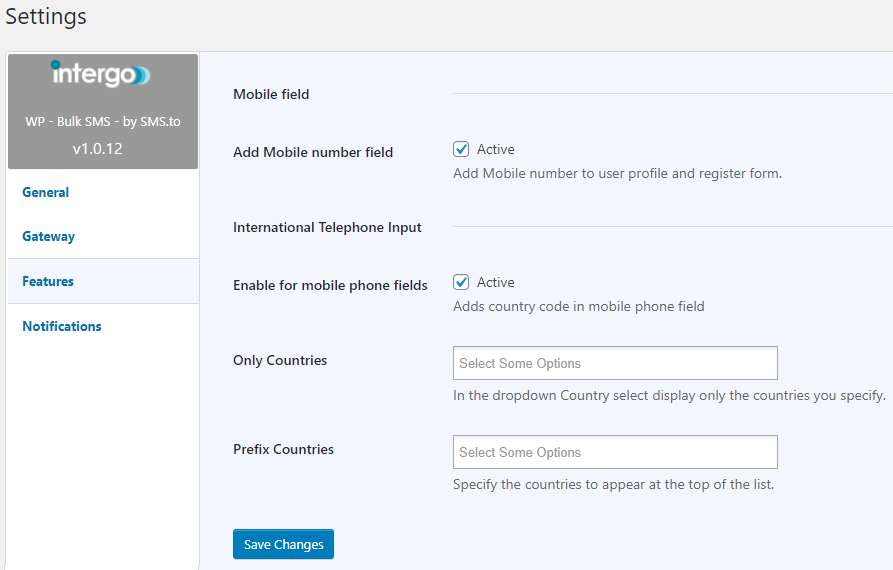 Settings
intergo
WP - Bulk SMS - by SMS.to
v1.0.12
General
Gateway
Features
Notifications
Mobile field
Add Mobile number field
Active
Add Mobile number to user profile and register form.
International Telephone Input
Enable for mobile phone fields
Active
Adds country code in mobile phone field
Only Countries
Select Some Options
In the dropdown Country select display only the countries you specify.
Prefix Countries
Select Some Options
Specify the countries to appear at the top of the list.
Save Changes